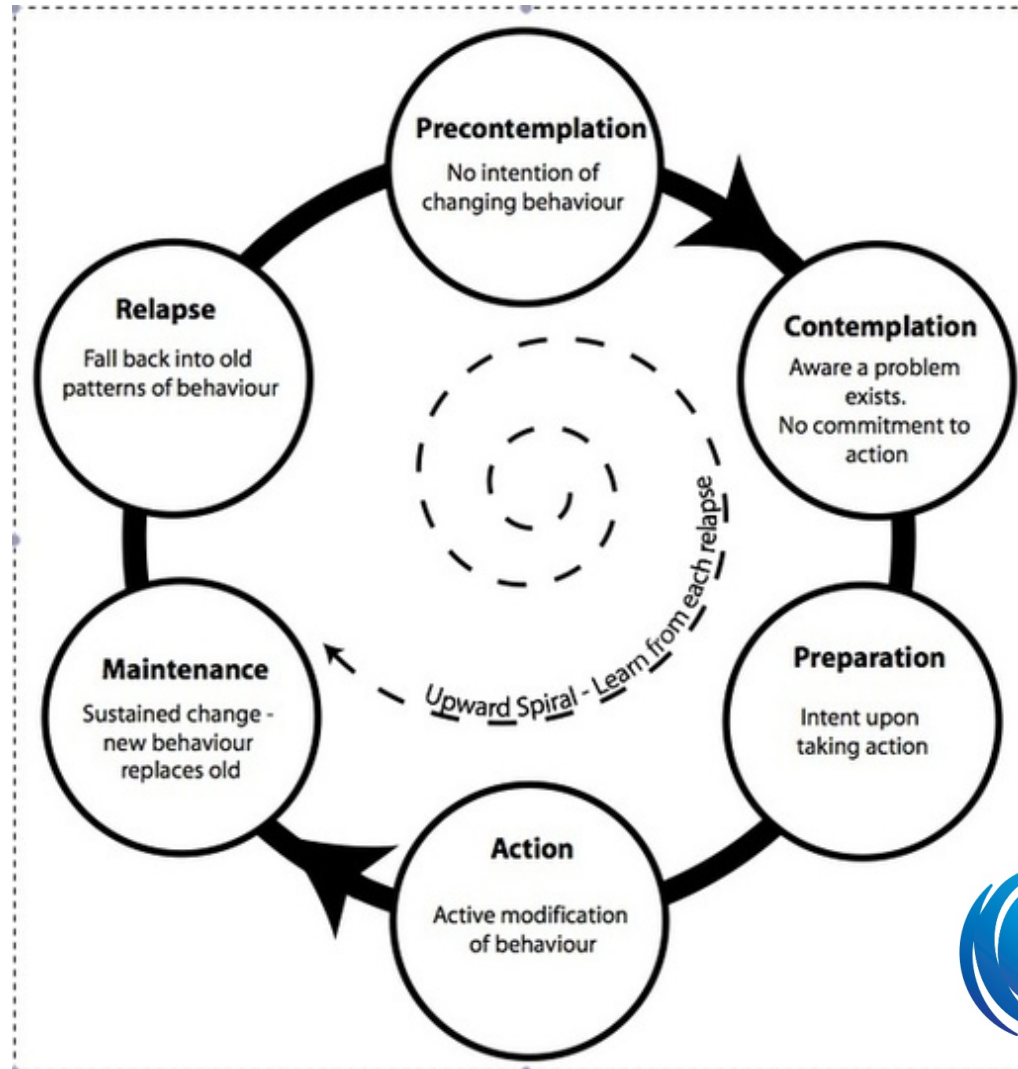 Precontemplation
No intention of
changing behaviour
Contemplation
Aware a problem
exists.
No commitment to
action
Preparation
Intent upon
taking action
Action
Active modification
of behaviour
Maintenance
Sustained change -
new behaviour
replaces old
Relapse
Fall back into old
patterns of behaviour
Upward Spiral - Learn from each relapse